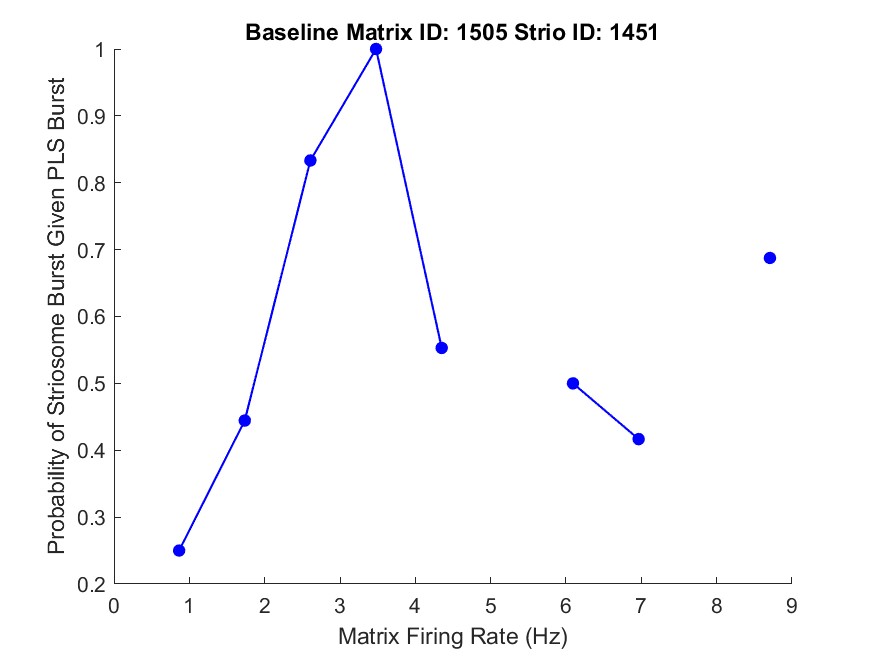 Baseline Matrix ID: 1505 Strio ID: 1451
Probability of Striosome Burst Given PLS Burst
1
0.9
0.8
0.7
0.6
0.5
0.4
0.3
0.2
0 1 2 3 4 5 6 7 8 9
Matrix Firing Rate (Hz)